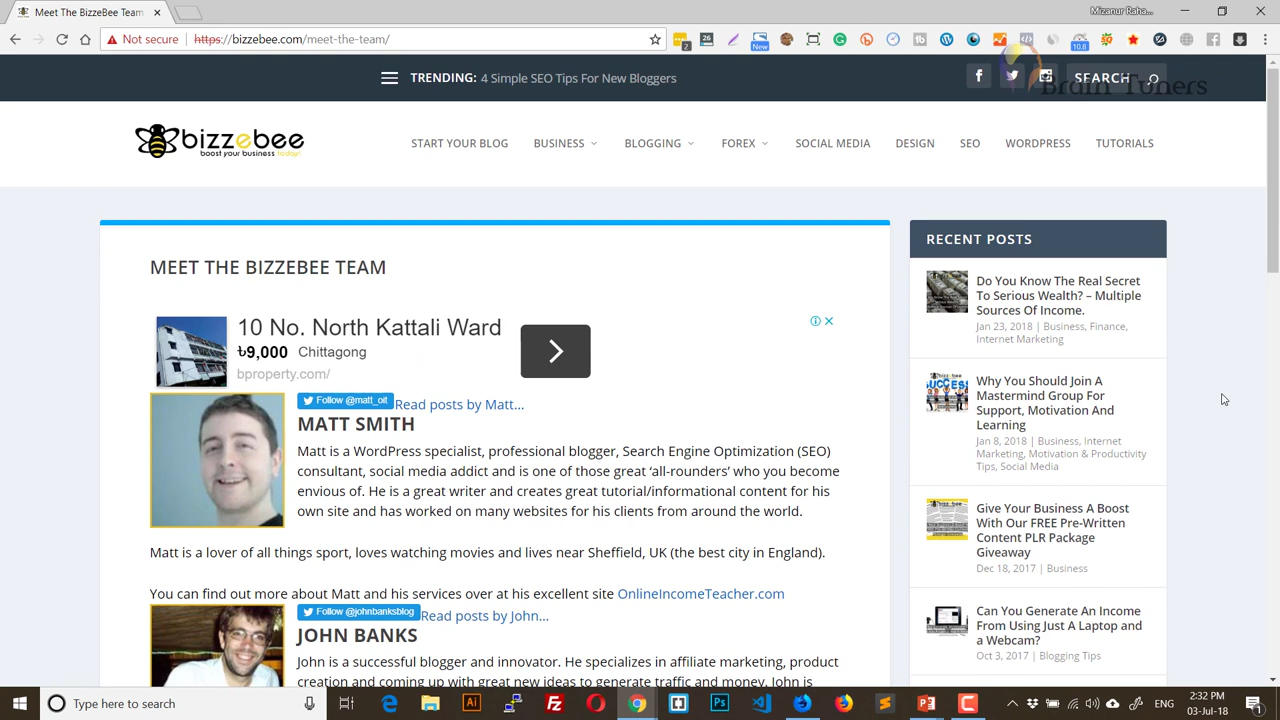 Meet The BizzeBee Team
Mizanur Raha...
Not secure https://bizzebee.com/meet-the-team/
2
26
New
10.6
TRENDING: 4 Simple SEO Tips For New Bloggers
SEARCH
Brain Tuners
bizzebee
boost your business today!
START YOUR BLOG BUSINESS BLOGGING FOREX SOCIAL MEDIA DESIGN SEO WORDPRESS TUTORIALS
MEET THE BIZZEBEE TEAM
10 No. North Kattali Ward
৳9,000 Chittagong
bproperty.com/
Follow @matt_oit Read posts by Matt...
MATT SMITH
Matt is a WordPress specialist, professional blogger, Search Engine Optimization (SEO)
consultant, social media addict and is one of those great ‘all-rounders’ who you become
envious of. He is a great writer and creates great tutorial/informational content for his
own site and has worked on many websites for his clients from around the world.
Matt is a lover of all things sport, loves watching movies and lives near Sheffield, UK (the best city in England).
You can find out more about Matt and his services over at his excellent site OnlineIncomeTeacher.com
Follow @johnbanksblog Read posts by John...
JOHN BANKS
John is a successful blogger and innovator. He specializes in affiliate marketing, product
creation and coming up with great new ideas to generate traffic and money. John is
RECENT POSTS
Do You Know The Real Secret
To Serious Wealth? – Multiple
Sources Of Income.
Jan 23, 2018 | Business, Finance,
Internet Marketing
SUCCESS
Why You Should Join A
Mastermind Group For
Support, Motivation And
Learning
Jan 8, 2018 | Business, Internet
Marketing, Motivation & Productivity
Tips, Social Media
Give Your Business A Boost
With Our FREE Pre-Written
Content PLR Package
Giveaway
Dec 18, 2017 | Business
Can You Generate An Income
From Using Just A Laptop and
a Webcam?
Oct 3, 2017 | Blogging Tips
Type here to search
ENG
2:32 PM
03-Jul-18